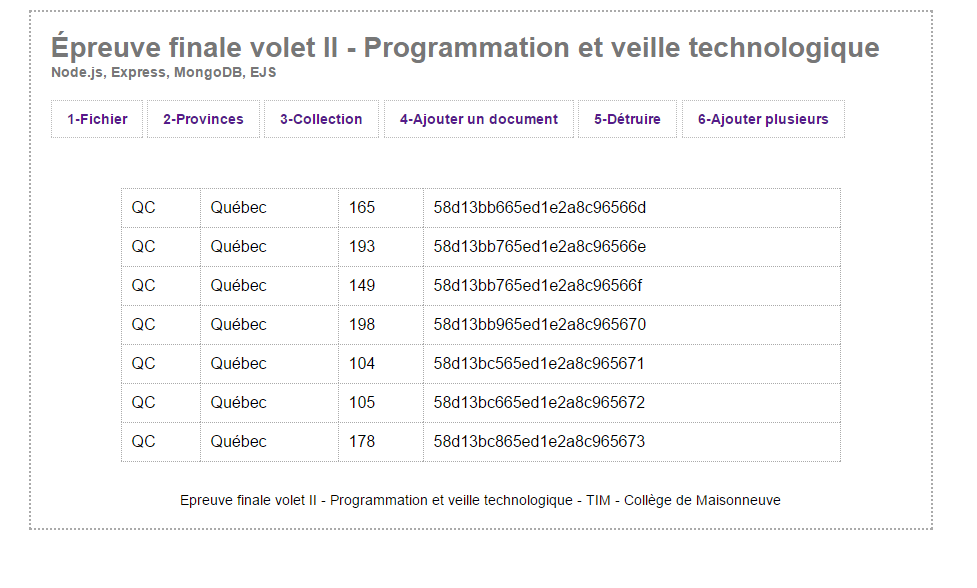 Épreuve finale volet II - Programmation et veille technologique
Node.js, Express, MongoDB, EJS
1-Fichier 2-Provinces 3-Collection 4-Ajouter un document 5-Détruire 6-Ajouter plusieurs
QC Québec 165 58d13bb665ed1e2a8c96566d
QC Québec 193 58d13bb765ed1e2a8c96566e
QC Québec 149 58d13bb765ed1e2a8c96566f
QC Québec 198 58d13bb965ed1e2a8c965670
QC Québec 104 58d13bc565ed1e2a8c965671
QC Québec 105 58d13bc665ed1e2a8c965672
QC Québec 178 58d13bc865ed1e2a8c965673
Epreuve finale volet II - Programmation et veille technologique - TIM - Collège de Maisonneuve